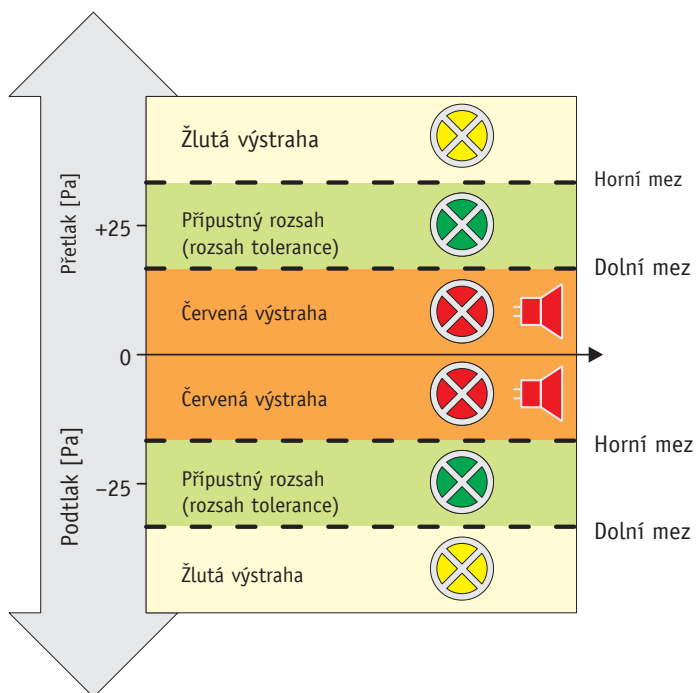 Žlutá výstraha
Horní mez
Přetlak [Pa]
+25
Přípustný rozsah
(rozsah tolerance)
Dolní mez
Červená výstraha
0
Červená výstraha
Horní mez
Podtlak [Pa]
–25
Přípustný rozsah
(rozsah tolerance)
Dolní mez
Žlutá výstraha